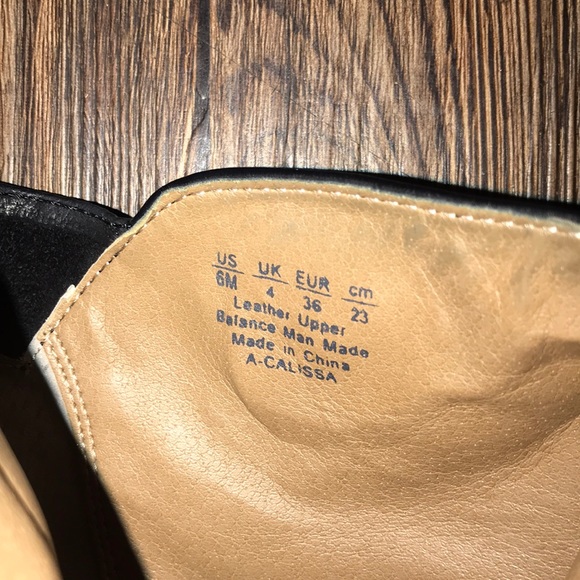 US UK EUR cm
6M 4 36 23
Leather Upper
Balance Man Made
Made in China
A-CALISSA